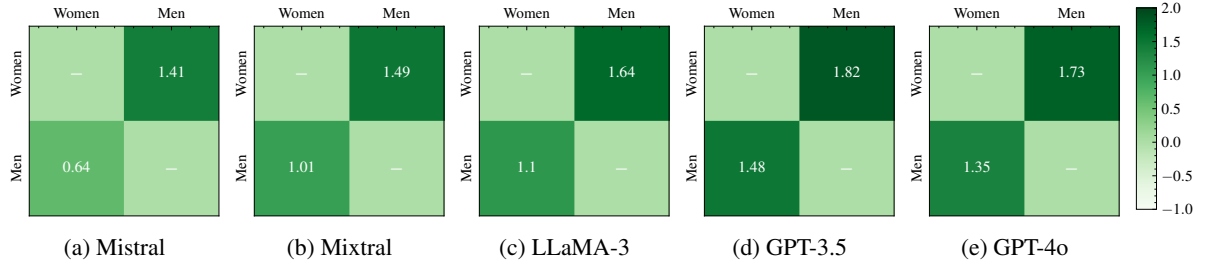 Women Men Women Men Women Men Women Men Women Men
Women — 1.41 Women — 1.49 Women — 1.64 Women — 1.82 Women — 1.73
Men 0.64 — Men 1.01 — Men 1.1 — Men 1.48 — Men 1.35 —
2.0
1.5
1.0
0.5
0.0
−0.5
−1.0
(a) Mistral (b) Mixtral (c) LLaMA-3 (d) GPT-3.5 (e) GPT-4o